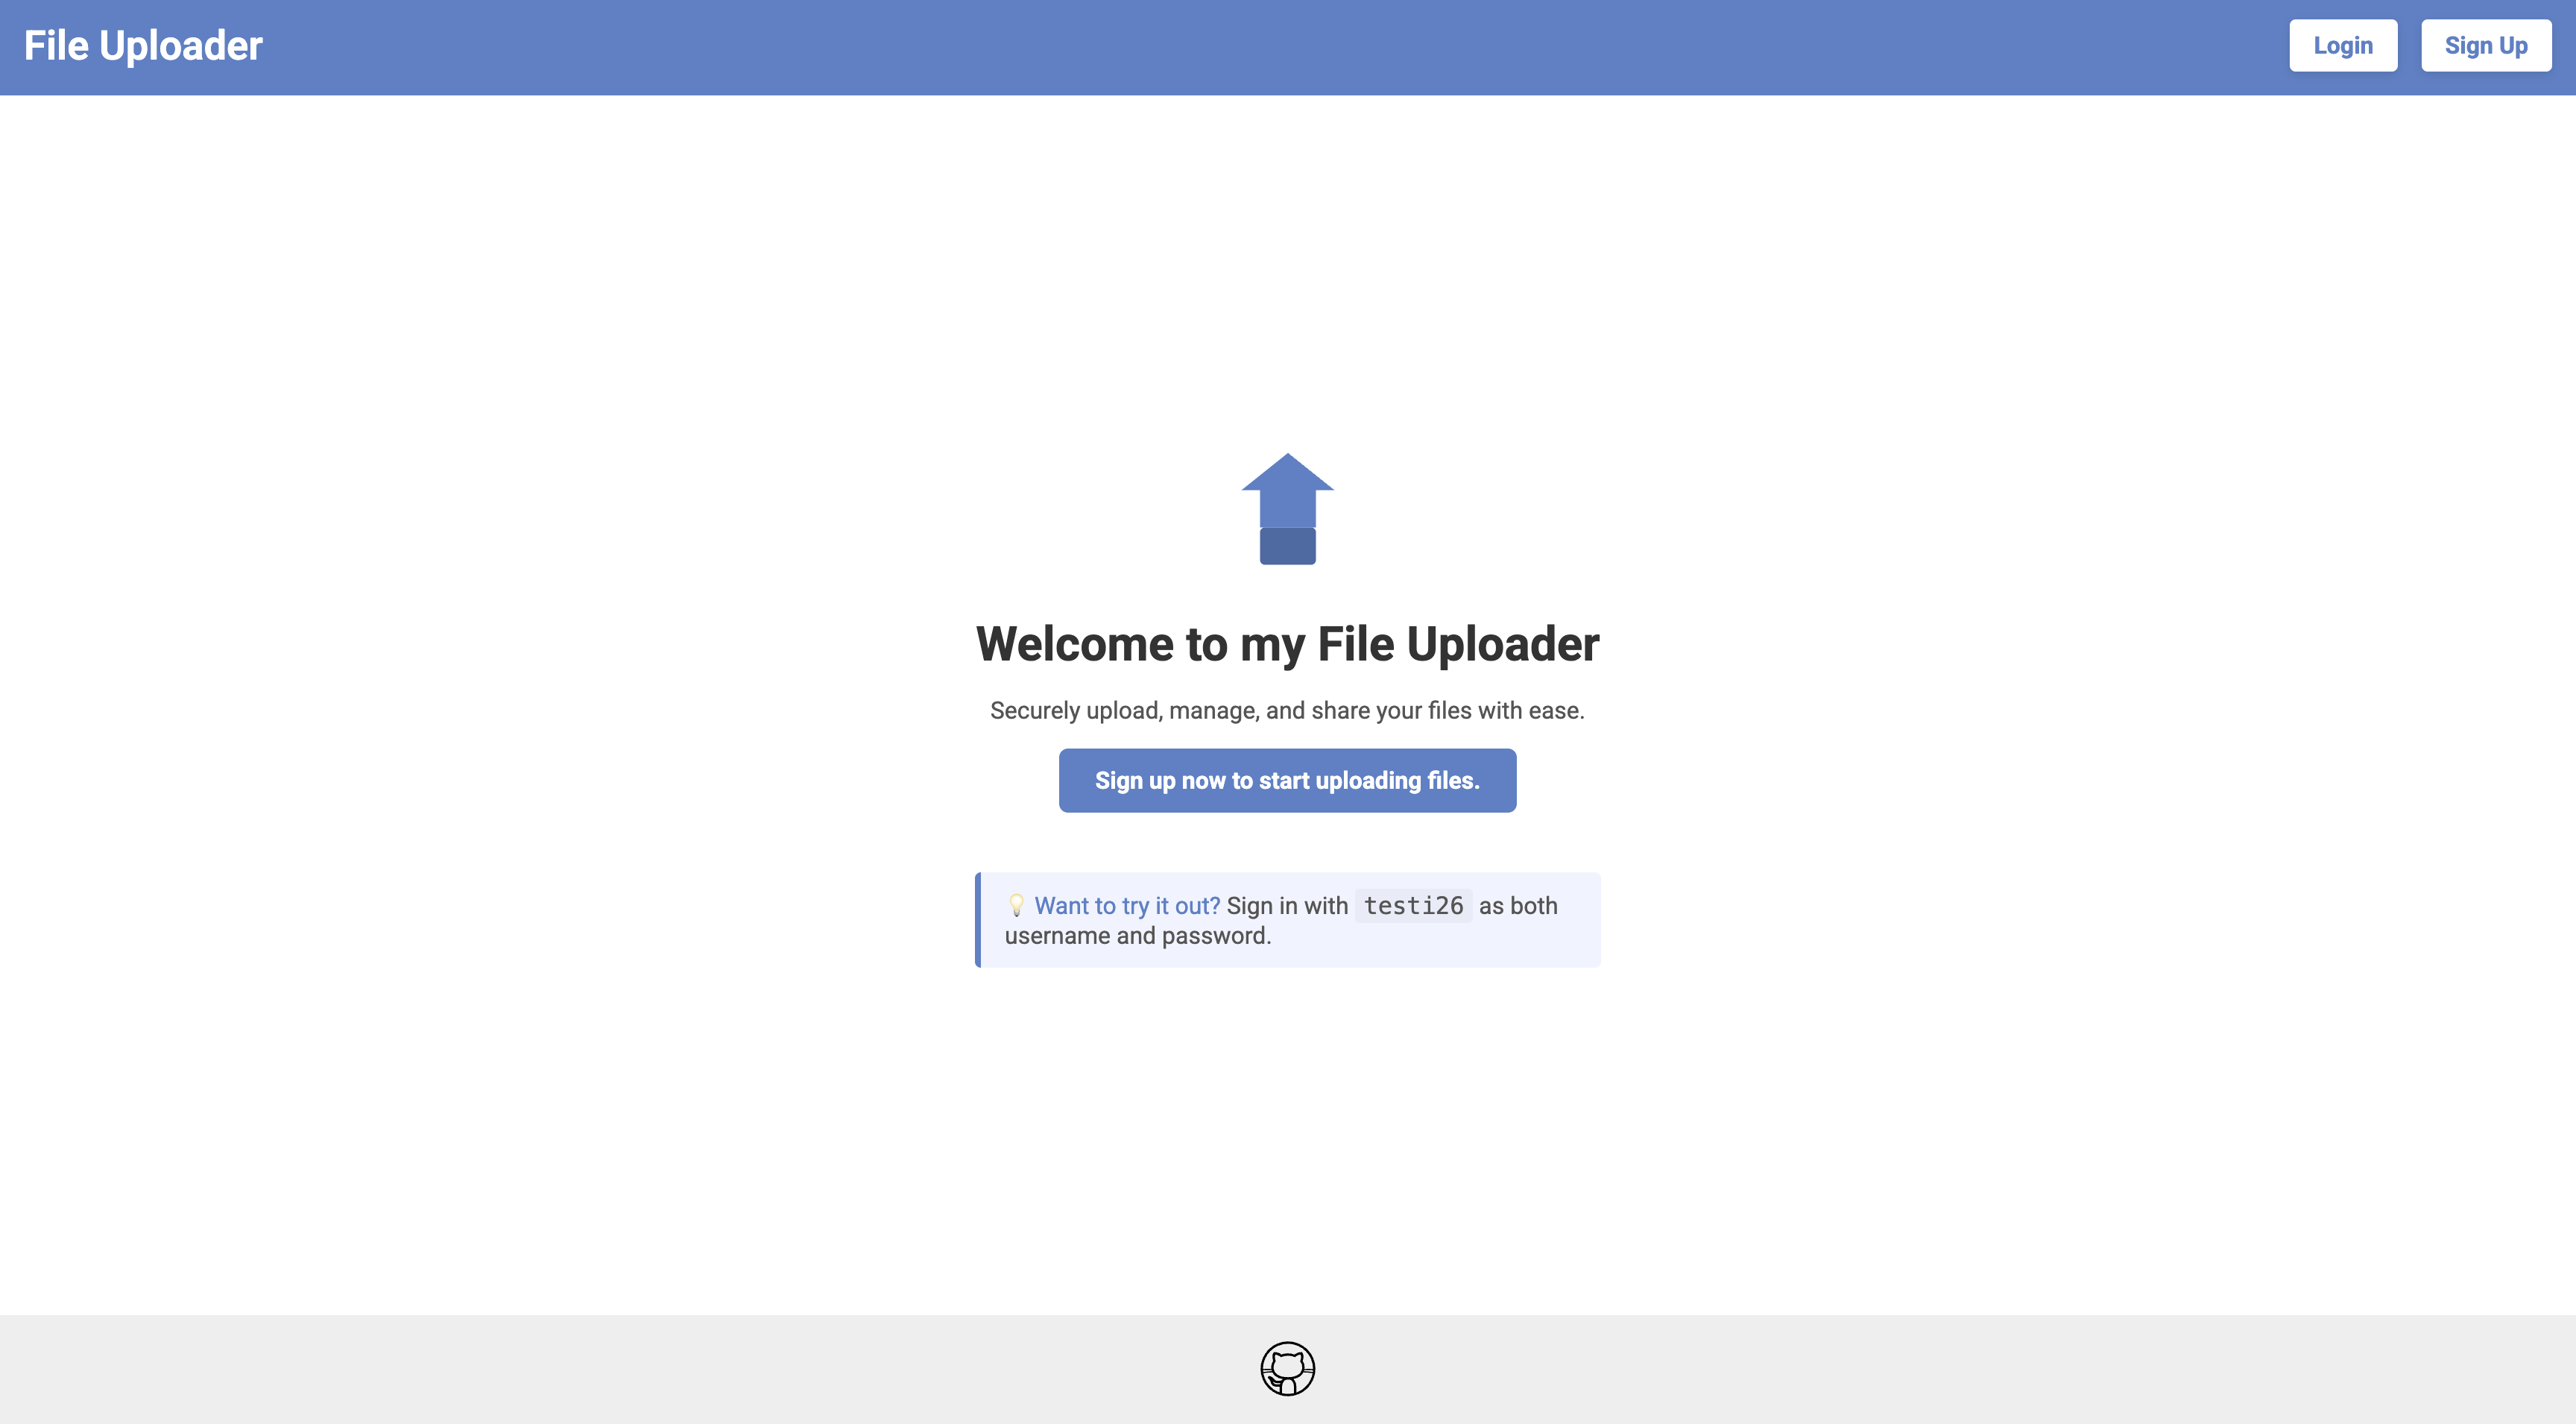 File Uploader
Login
Sign Up
Welcome to my File Uploader
Securely upload, manage, and share your files with ease.
Sign up now to start uploading files.
💡 Want to try it out? Sign in with testi26 as both
username and password.